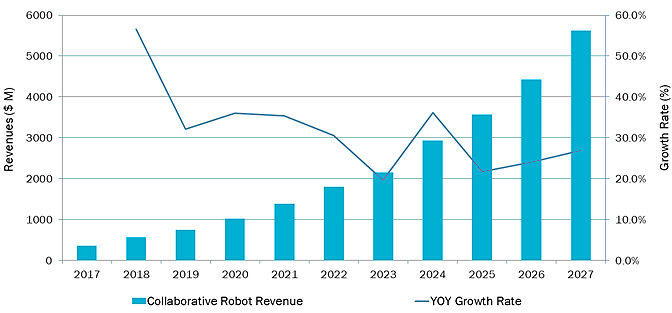 6000 60.0%
5000 50.0%
4000 40.0%
3000 30.0%
2000 20.0%
1000 10.0%
0 0.0%
Revenues ($ M)
Growth Rate (%)
2017 2018 2019 2020 2021 2022 2023 2024 2025 2026 2027
Collaborative Robot Revenue YOY Growth Rate